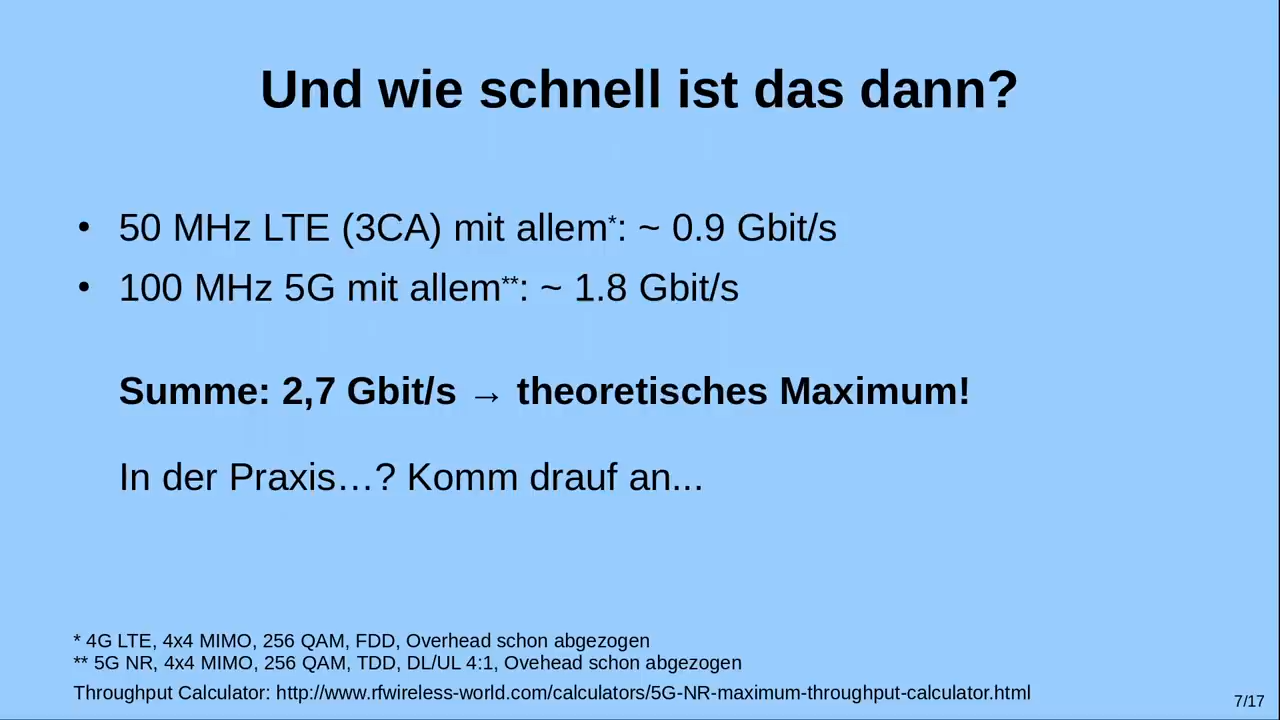 Und wie schnell ist das dann?
• 50 MHz LTE (3CA) mit allem*: ~ 0.9 Gbit/s
• 100 MHz 5G mit allem**: ~ 1.8 Gbit/s
Summe: 2,7 Gbit/s → theoretisches Maximum!
In der Praxis…? Komm drauf an...
* 4G LTE, 4x4 MIMO, 256 QAM, FDD, Overhead schon abgezogen
** 5G NR, 4x4 MIMO, 256 QAM, TDD, DL/UL 4:1, Ovehead schon abgezogen
Throughput Calculator: http://www.rfwireless-world.com/calculators/5G-NR-maximum-throughput-calculator.html
7/17